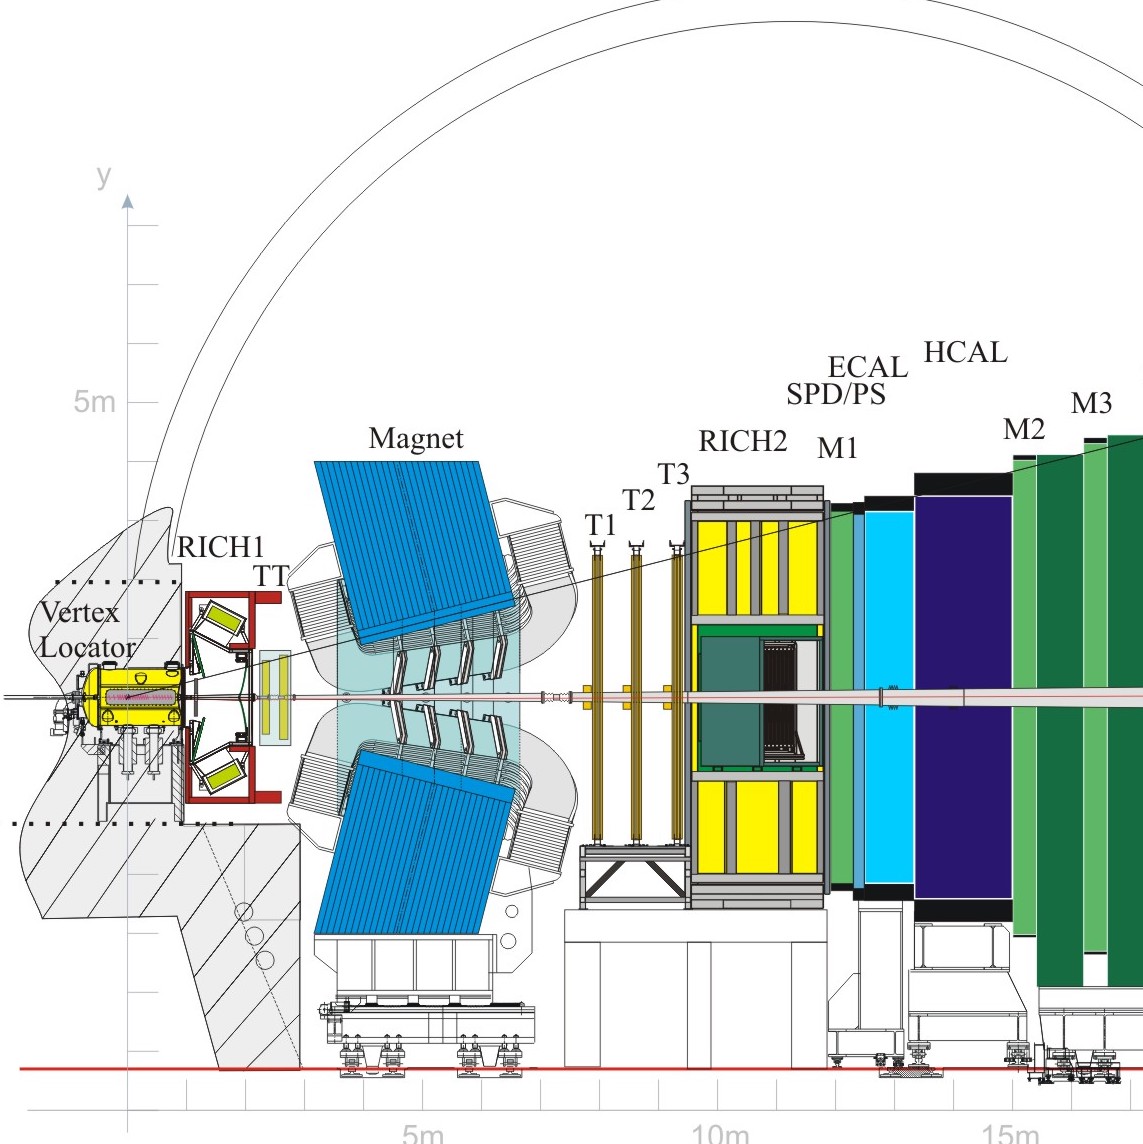 y
HCAL
ECAL
SPD/PS
5m
M3
M2
Magnet
RICH2
M1
T3
T2
T1
RICH1
TT
Vertex
Locator
5m
10m
15m